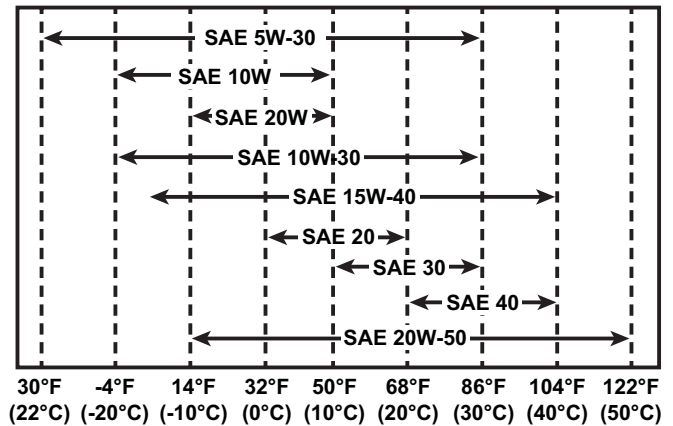 SAE 5W-30
SAE 10W
SAE 20W
SAE 10W-30
SAE 15W-40
SAE 20
SAE 30
SAE 40
SAE 20W-50
30°F -4°F 14°F 32°F 50°F 68°F 86°F 104°F 122°F
(22°C) (-20°C) (-10°C) (0°C) (10°C) (20°C) (30°C) (40°C) (50°C)